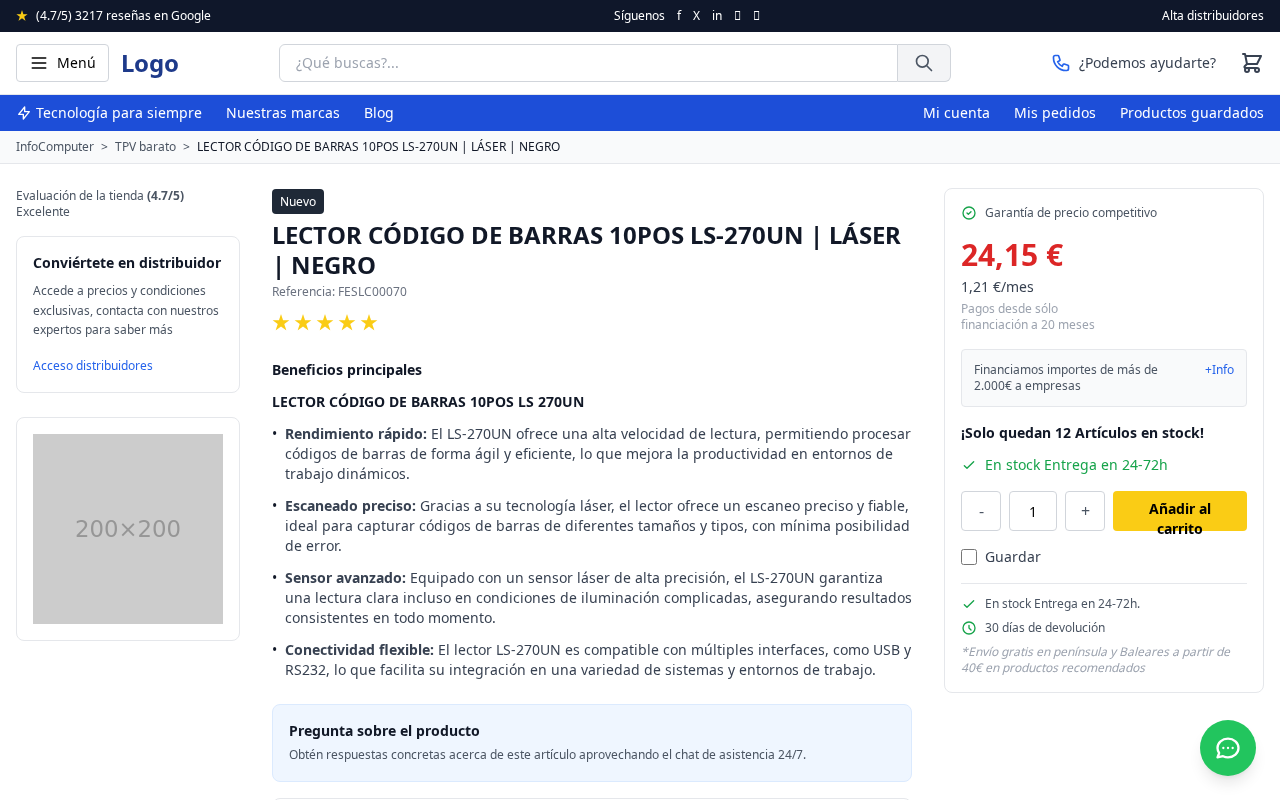 ★ (4.7/5) 3217 reseñas en Google
Síguenos f X in
Alta distribuidores
Menú
Logo
¿Qué buscas?...
¿Podemos ayudarte?
Tecnología para siempre
Nuestras marcas
Blog
Mi cuenta
Mis pedidos
Productos guardados
InfoComputer > TPV barato > LECTOR CÓDIGO DE BARRAS 10POS LS-270UN | LÁSER | NEGRO
Evaluación de la tienda (4.7/5)
Excelente
Conviértete en distribuidor
Accede a precios y condiciones
exclusivas, contacta con nuestros
expertos para saber más
Acceso distribuidores
200×200
Nuevo
LECTOR CÓDIGO DE BARRAS 10POS LS-270UN | LÁSER
| NEGRO
Referencia: FESLC00070
★★★★★
Beneficios principales
LECTOR CÓDIGO DE BARRAS 10POS LS 270UN
• Rendimiento rápido: El LS-270UN ofrece una alta velocidad de lectura, permitiendo procesar
códigos de barras de forma ágil y eficiente, lo que mejora la productividad en entornos de
trabajo dinámicos.
• Escaneado preciso: Gracias a su tecnología láser, el lector ofrece un escaneo preciso y fiable,
ideal para capturar códigos de barras de diferentes tamaños y tipos, con mínima posibilidad
de error.
• Sensor avanzado: Equipado con un sensor láser de alta precisión, el LS-270UN garantiza
una lectura clara incluso en condiciones de iluminación complicadas, asegurando resultados
consistentes en todo momento.
• Conectividad flexible: El lector LS-270UN es compatible con múltiples interfaces, como USB y
RS232, lo que facilita su integración en una variedad de sistemas y entornos de trabajo.
Pregunta sobre el producto
Obtén respuestas concretas acerca de este artículo aprovechando el chat de asistencia 24/7.
Garantía de precio competitivo
24,15 €
1,21 €/mes
Pagos desde sólo
financiación a 20 meses
Financiamos importes de más de
2.000€ a empresas
+Info
¡Solo quedan 12 Artículos en stock!
En stock Entrega en 24-72h
- 1 +
Añadir al
carrito
Guardar
En stock Entrega en 24-72h.
30 días de devolución
*Envío gratis en península y Baleares a partir de
40€ en productos recomendados